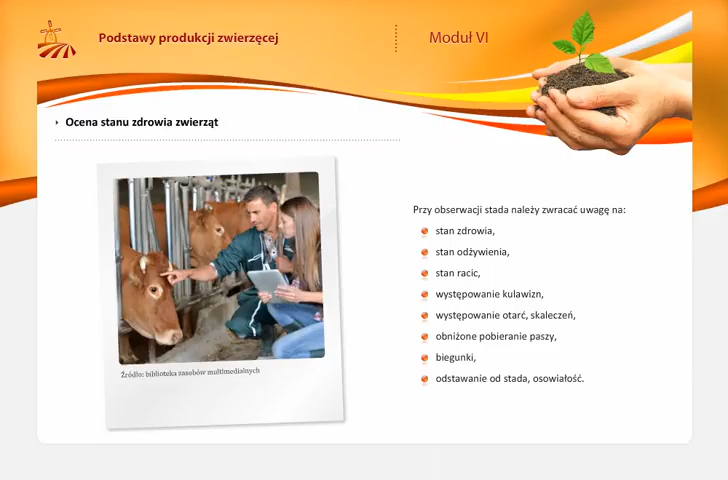 Podstawy produkcji zwierzęcej
Moduł VI
Ocena stanu zdrowia zwierząt
Przy obserwacji stada należy zwracać uwagę na:
stan zdrowia,
stan odżywienia,
stan racic,
występowanie kulawizn,
występowanie otarć, skaleczeń,
obniżone pobieranie paszy,
biegunki,
odstawanie od stada, osowiałość.
Źródło: biblioteka zasobów multimedialnych